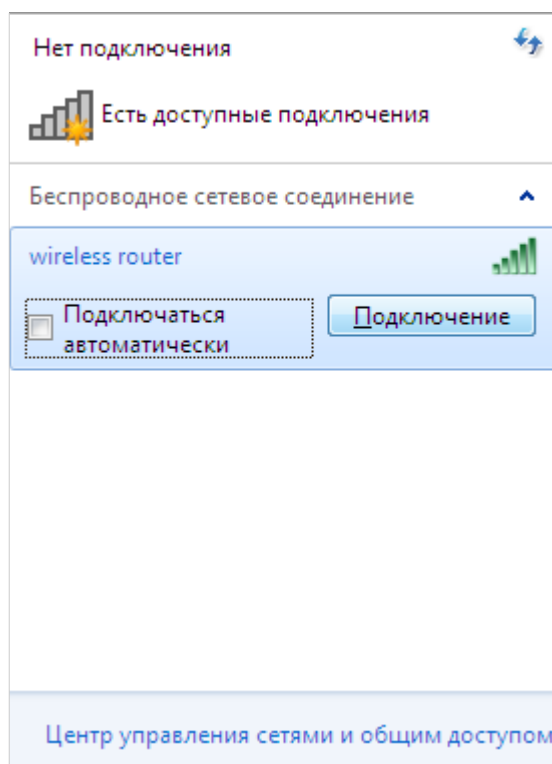 Нет подключения
Есть доступные подключения
Беспроводное сетевое соединение
wireless router
Подключаться
автоматически
Подключение
Центр управления сетями и общим доступом